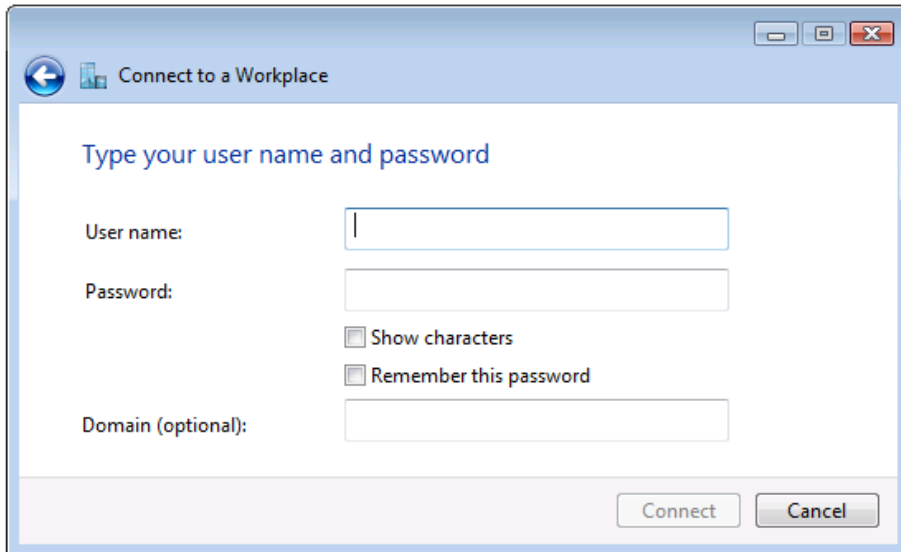 Connect to a Workplace
Type your user name and password
User name:
Password:
Show characters
Remember this password
Domain (optional):
Connect Cancel